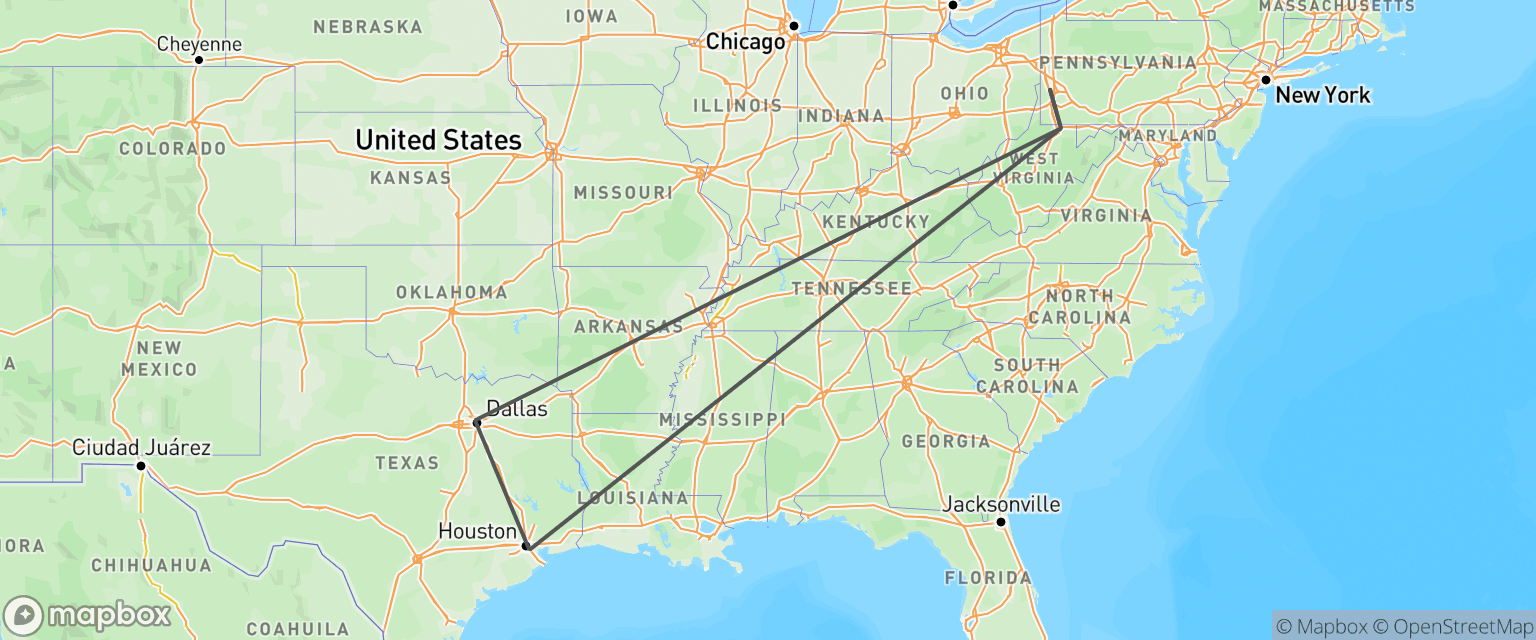 MASSACHUSETTS
IOWA
NEBRASKA
Chicago
Cheyenne
PENNSYLVANIA
New York
ILLINOIS
OHIO
INDIANA
United States
COLORADO
MARYLAND
KANSAS
WEST
VIRGINIA
MISSOURI
KENTUCKY
VIRGINIA
OKLAHOMA
TENNESSEE
NORTH
CAROLINA
ARKANSAS
NEW
MEXICO
A
SOUTH
CAROLINA
Dallas
MISSISSIPPI
Ciudad Juárez
GEORGIA
TEXAS
LOUISIANA
Jacksonville
Houston
NORA
CHIHUAHUA
FLORIDA
mapbox
COAHUILA
© Mapbox © OpenStreetMap